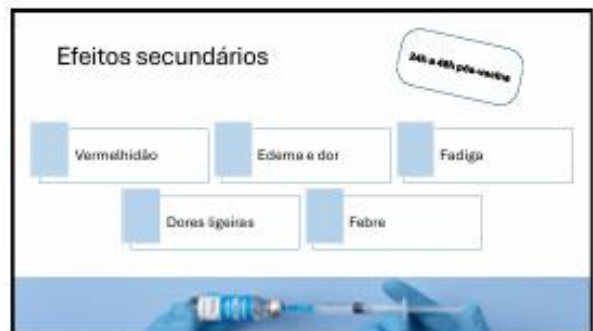 Efeitos secundários
24h a 48h pós-vacina
Vermelhidão
Edema e dor
Fadiga
Dores ligeiras
Febre